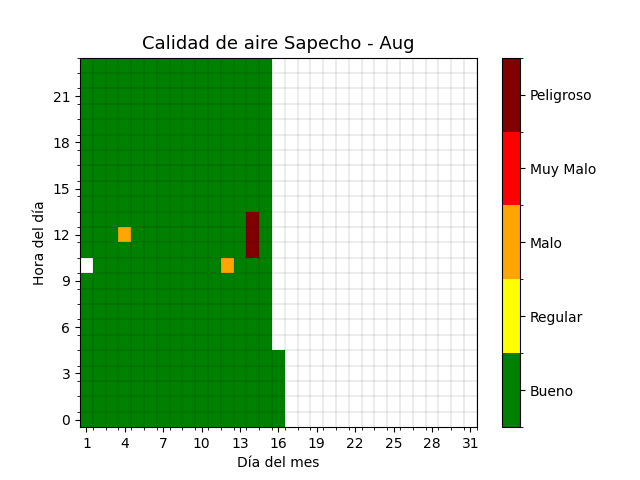 Calidad de aire Sapecho - Aug
21
18
15
12
9
6
3
0
Hora del día
1 4 7 10 13 16 19 22 25 28 31
Día del mes
Peligroso
Muy Malo
Malo
Regular
Bueno